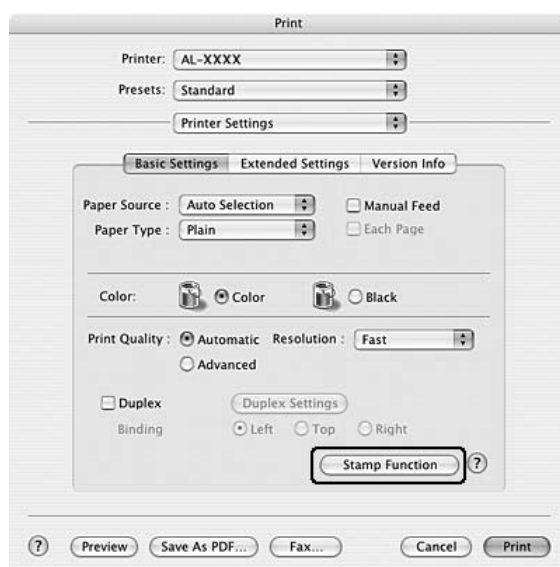 Print
Printer: AL-XXXX
Presets: Standard
Printer Settings
Basic Settings Extended Settings Version Info
Paper Source : Auto Selection Manual Feed
Paper Type : Plain Each Page
Color: Color Black
Print Quality : Automatic Resolution : Fast
Advanced
Duplex Duplex Settings
Binding Left Top Right
Stamp Function ?
? Preview Save As PDF... Fax... Cancel Print